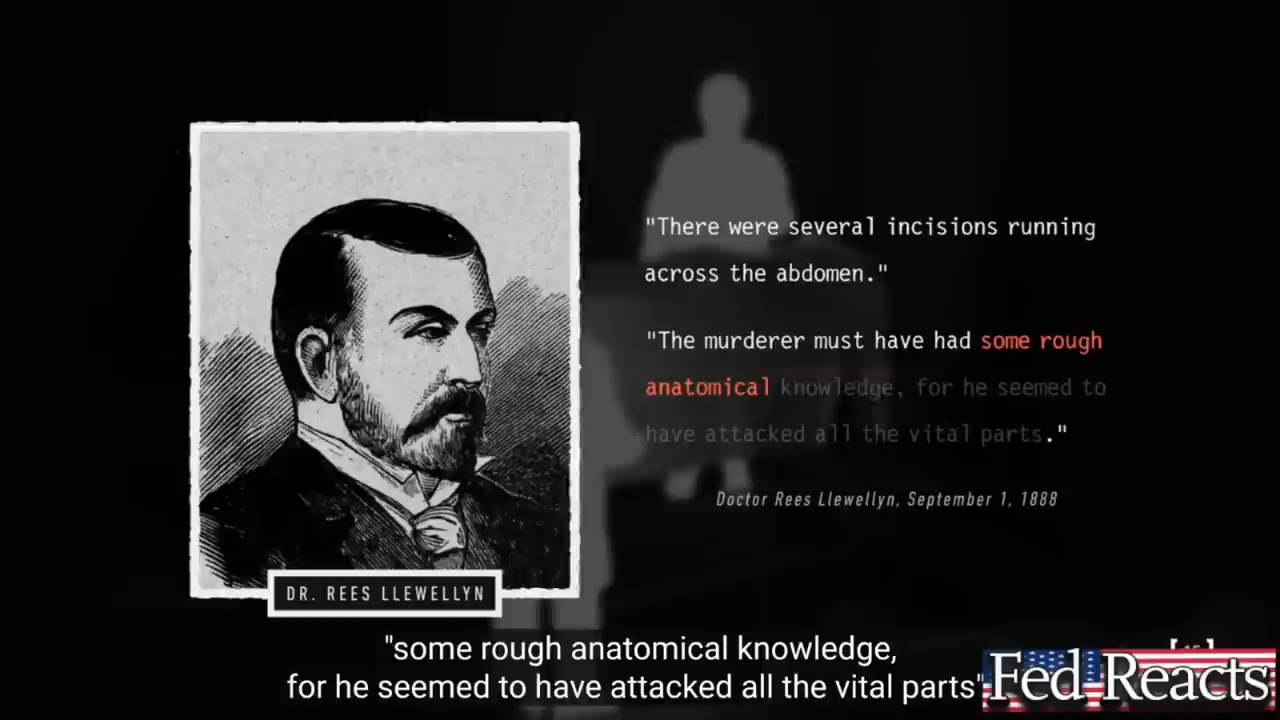 "There were several incisions running
across the abdomen."
"The murderer must have had some rough
anatomical knowledge, for he seemed to
have attacked all the vital parts."
Doctor Rees Llewellyn, September 1, 1888
DR. REES LLEWELLYN
"some rough anatomical knowledge,
for he seemed to have attacked all the vital parts"
Fed Reacts